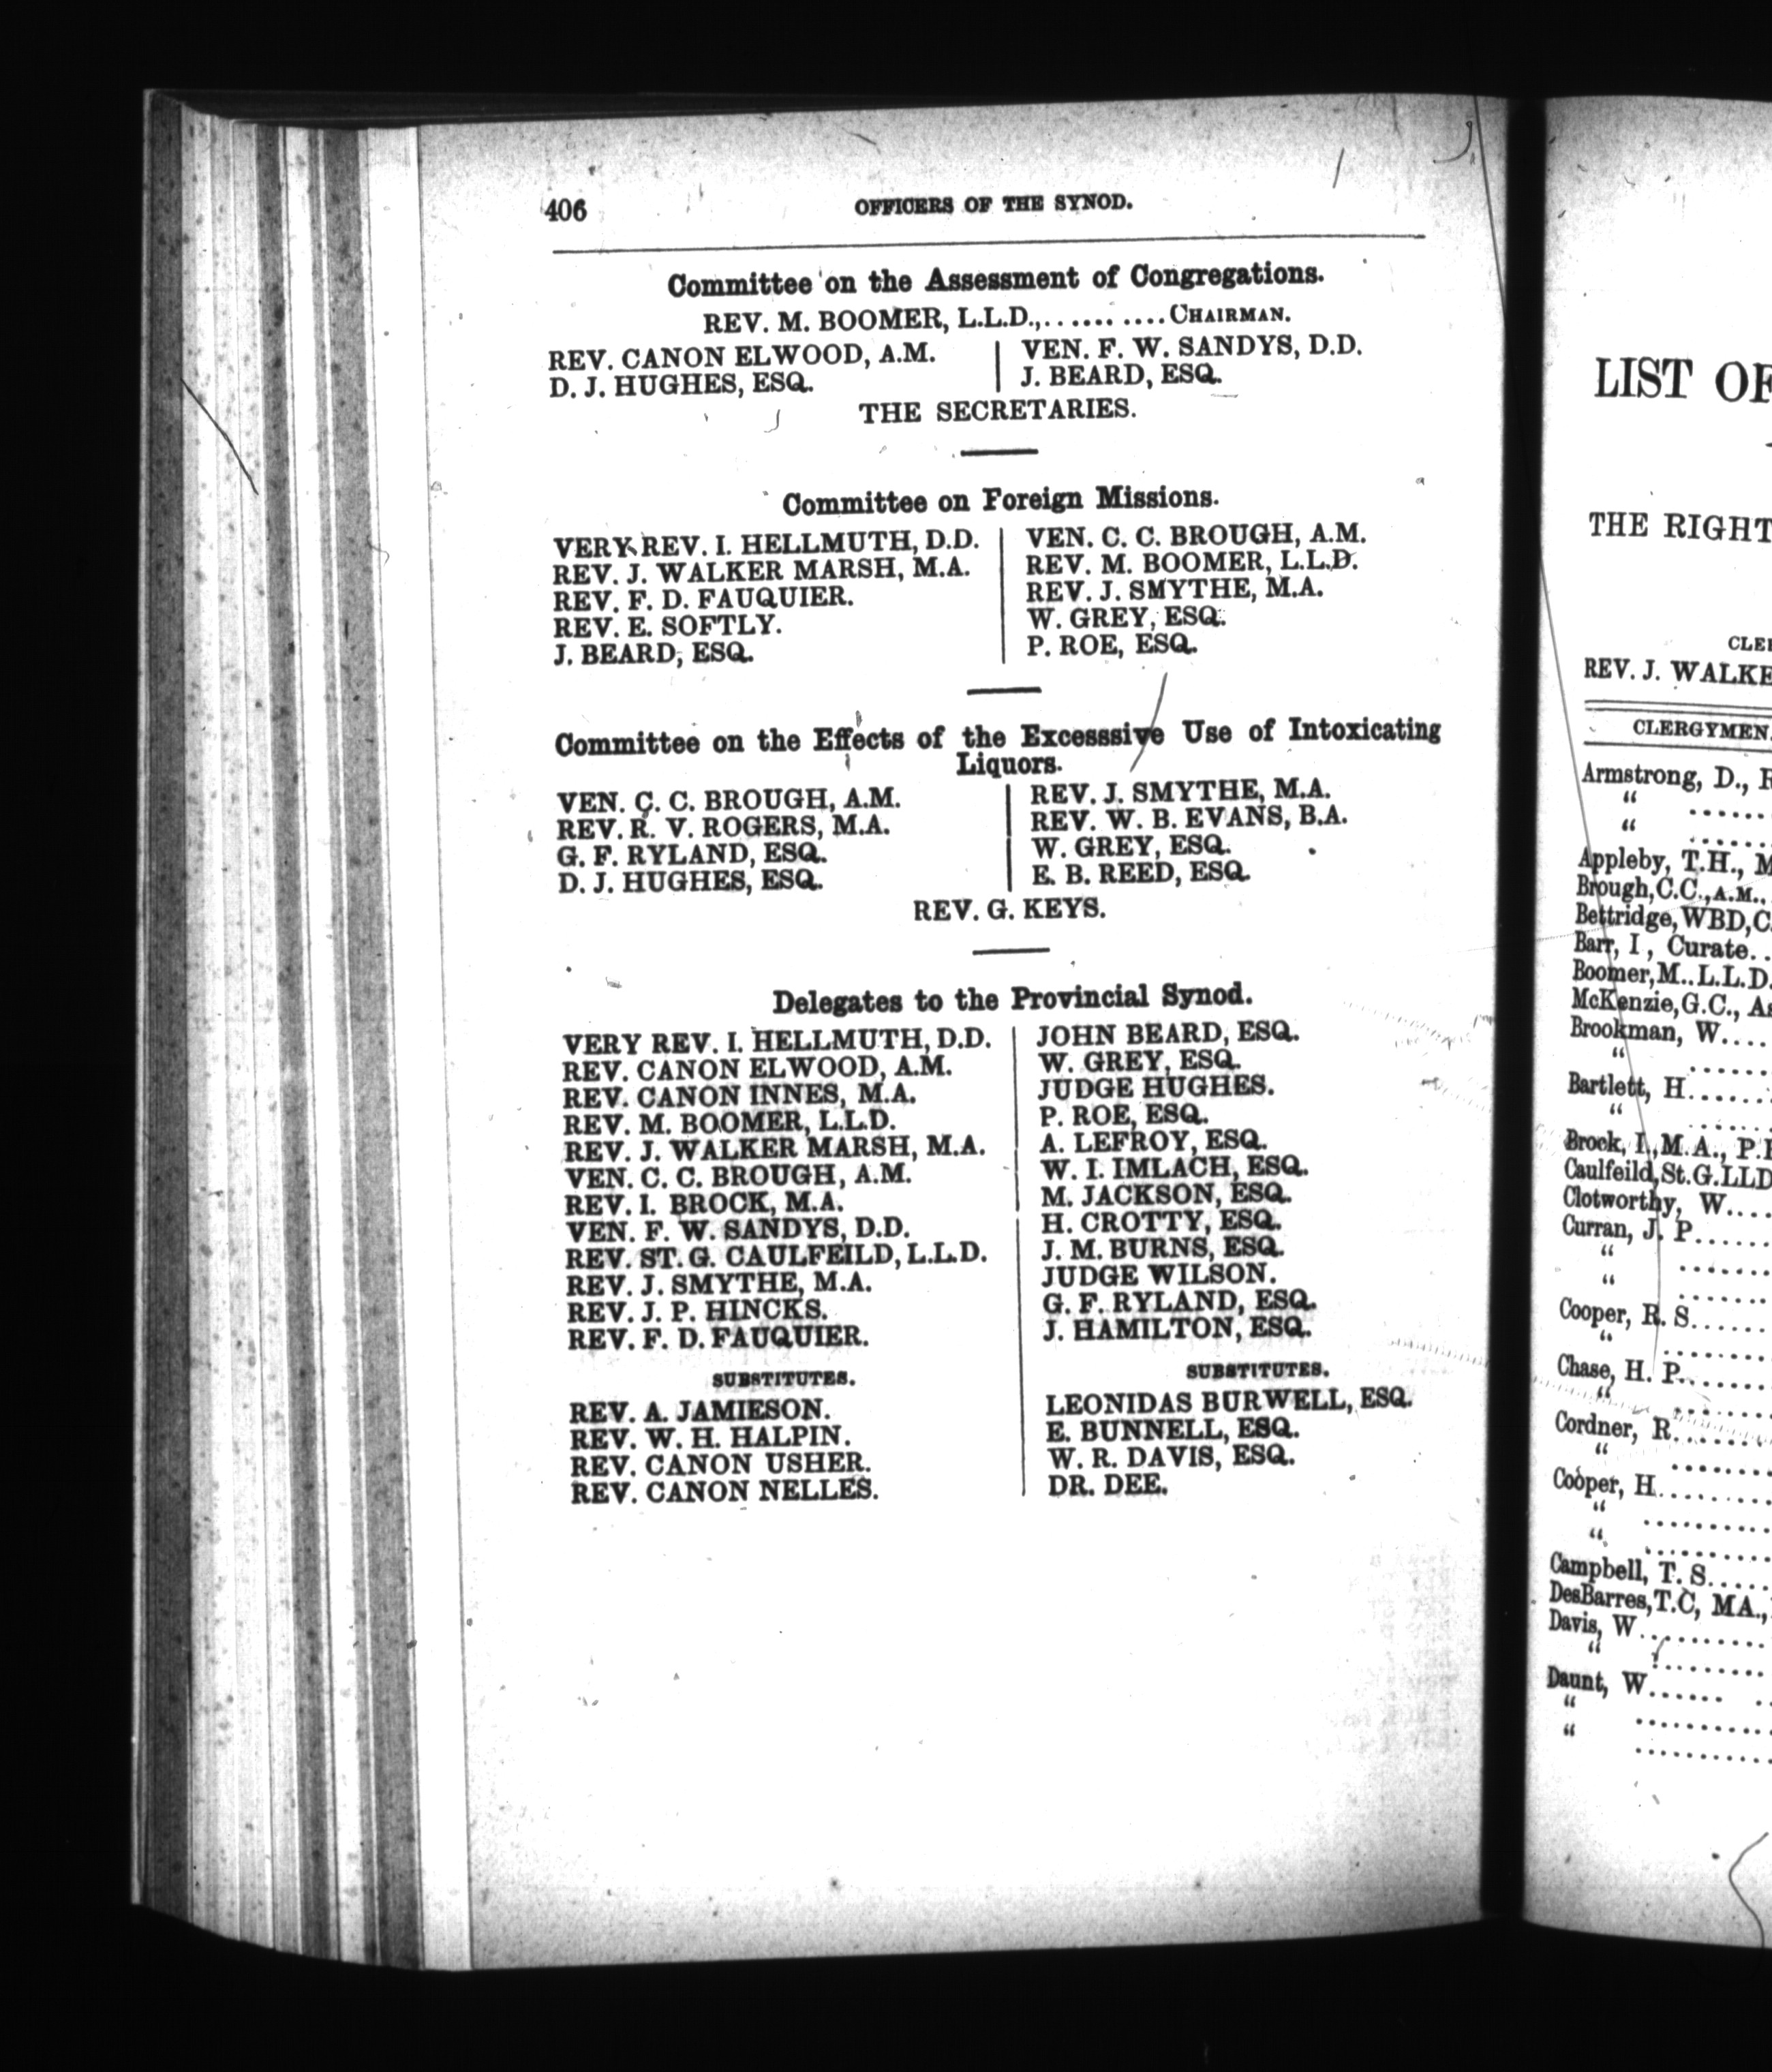 406
OFFICERS OF THE SYNOD.
Committee on the Assessment of Congregations.
REV. M. BOOMER, L.L.D.,.......... CHAIRMAN.
REV. CANON ELWOOD, A.M.
D. J. HUGHES, ESQ.
VEN. F. W. SANDYS, D.D.
J. BEARD, ESQ.
THE SECRETARIES.
Committee on Foreign Missions.
VERY REV. I. HELLMUTH, D.D.
REV. J. WALKER MARSH, M.A.
REV. F. D. FAUQUIER.
REV. E. SOFTLY.
J. BEARD, ESQ.
VEN. C. C. BROUGH, A.M.
REV. M. BOOMER, L.L.D.
REV. J. SMYTHE, M.A.
W. GREY, ESQ.
P. ROE, ESQ.
Committee on the Effects of the Excesssive Use of Intoxicating
Liquors.
VEN. C. C. BROUGH, A.M.
REV. R. V. ROGERS, M.A.
G. F. RYLAND, ESQ.
D. J. HUGHES, ESQ.
REV. J. SMYTHE, M.A.
REV. W. B. EVANS, B.A.
W. GREY, ESQ.
E. B. REED, ESQ.
REV. G. KEYS.
Delegates to the Provincial Synod.
VERY REV. I. HELLMUTH, D.D.
REV. CANON ELWOOD, A.M.
REV. CANON INNES, M.A.
REV. M. BOOMER, L.L.D.
REV. J. WALKER MARSH, M.A.
VEN. C. C. BROUGH, A.M.
REV. I. BROCK, M.A.
VEN. F. W. SANDYS, D.D.
REV. ST. G. CAULFEILD, L.L.D.
REV. J. SMYTHE, M.A.
REV. J. P. HINCKS.
REV. F. D. FAUQUIER.
SUBSTITUTES.
REV. A. JAMIESON.
REV. W. H. HALPIN.
REV. CANON USHER.
REV. CANON NELLES.
JOHN BEARD, ESQ.
W. GREY, ESQ.
JUDGE HUGHES.
P. ROE, ESQ.
A. LEFROY, ESQ.
W. I. IMLACH, ESQ.
M. JACKSON, ESQ.
H. CROTTY, ESQ.
J. M. BURNS, ESQ.
JUDGE WILSON.
G. F. RYLAND, ESQ.
J. HAMILTON, ESQ.
SUBSTITUTES.
LEONIDAS BURWELL, ESQ.
E. BUNNELL, ESQ.
W. R. DAVIS, ESQ.
DR. DEE.
LIST OF
THE RIGHT
REV. J.
CLERGYMEN.
Armstrong, D.,
“ ......
“ ......
Appleby, T.H.,
Brough,C.C.,A.M..
Bettridge,WBD,
Barr, I, Curate..
Boomer,M..L.L.D.
McKenzie,G.C.,
Brookman, W....
“ ......
Bartlett, H......
“ ......
Brock, I.,M.A.,
Caulfeild,St.G.LLD
Clotworthy, W....
Curran, J. P......
“ ......
“ ......
Cooper, R. S......
“ ......
Chase, H. P......
“ ......
Cordner, R......
“ ......
Cooper, H......
“ ......
“ ......
Campbell, T. S.....
DesBarres,T.C, MA.,
Davis, W......
“ ......
Daunt, W......
“ ......
“ ......